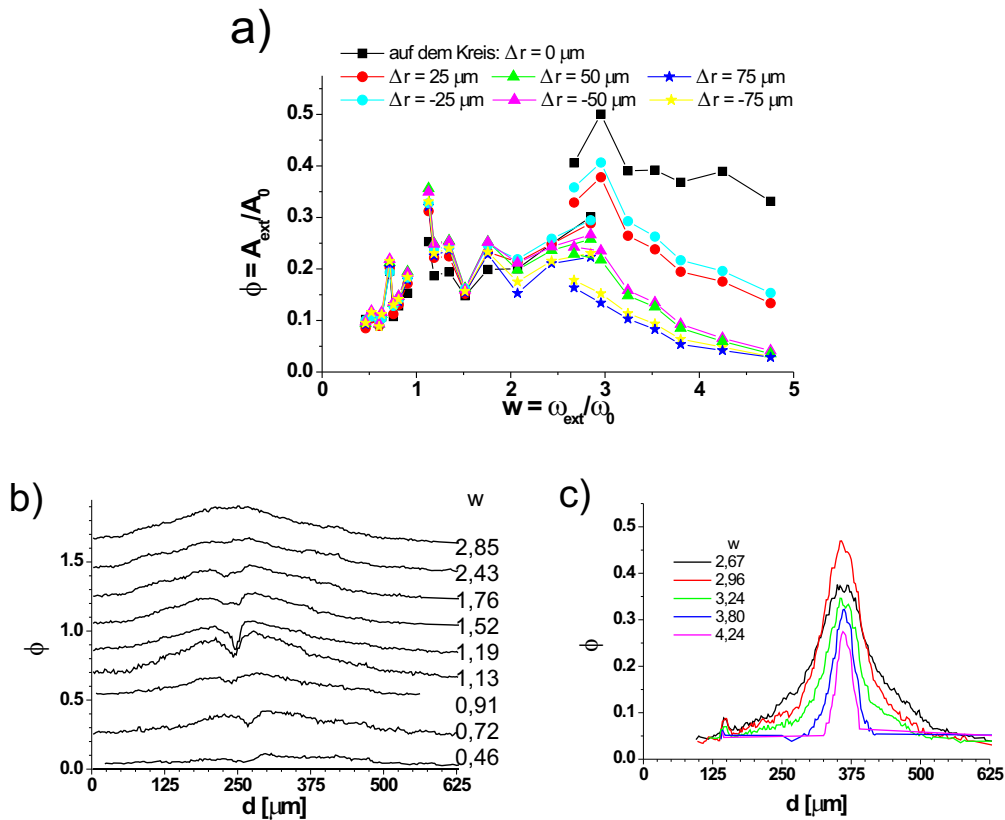 a)
auf dem Kreis: Δr = 0 μm
Δr = 25 μm Δr = 50 μm Δr = 75 μm
Δr = -25 μm Δr = -50 μm Δr = -75 μm
0.5
0.4
0.3
0.2
0.1
0.0
ϕ = A_ext/A_0
0 1 2 3 4 5
w = ω_ext/ω_0
b)
w
1.5
1.0
0.5
0.0
ϕ
2,85
2,43
1,76
1,52
1,19
1,13
0,91
0,72
0,46
0 125 250 375 500 625
d [μm]
c)
w
2,67
2,96
3,24
3,80
4,24
0.5
0.4
0.3
0.2
0.1
0.0
ϕ
0 125 250 375 500 625
d [μm]